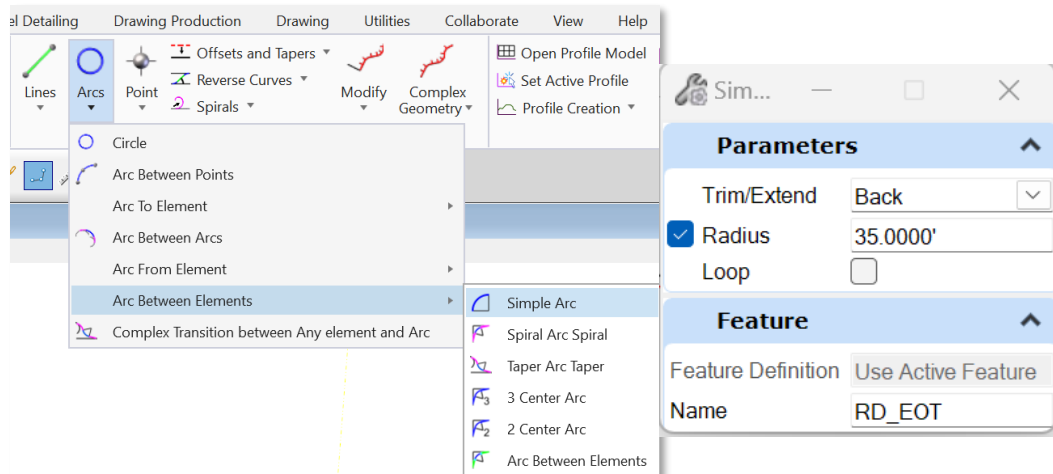 el Detailing Drawing Production Drawing Utilities Collaborate View Help
Lines
Arcs
Point
Offsets and Tapers
Reverse Curves
Spirals
Modify
Complex
Geometry
Open Profile Model
Set Active Profile
Profile Creation
Circle
Arc Between Points
Arc To Element
Arc Between Arcs
Arc From Element
Arc Between Elements
Complex Transition between Any element and Arc
Simple Arc
Spiral Arc Spiral
Taper Arc Taper
3 Center Arc
2 Center Arc
Arc Between Elements
Sim...
Parameters
Trim/Extend Back
Radius 35.0000'
Loop
Feature
Feature Definition Use Active Feature
Name RD_EOT